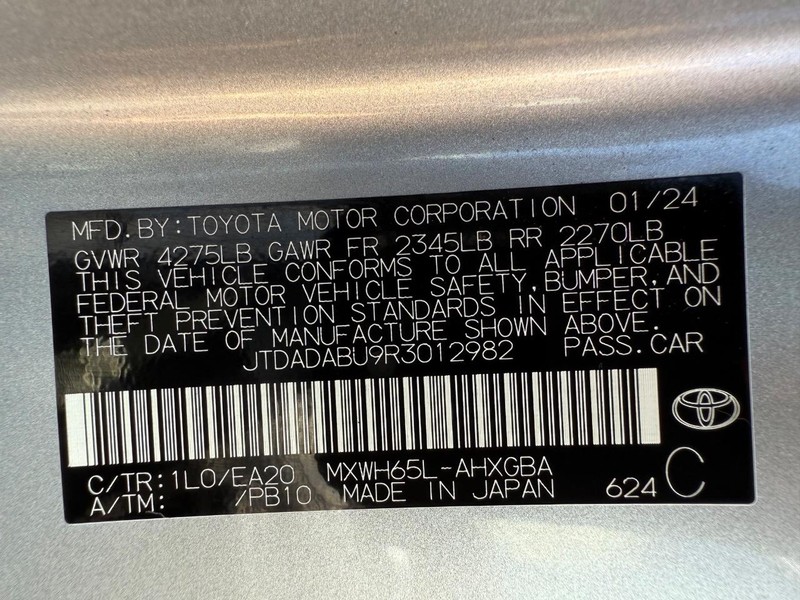 MFD. BY: TOYOTA MOTOR CORPORATION 01/24
GVWR 4275LB GAWR FR 2345LB RR 2270LB
THIS VEHICLE CONFORMS TO ALL APPLICABLE
FEDERAL MOTOR VEHICLE SAFETY, BUMPER, AND
THEFT PREVENTION STANDARDS IN EFFECT ON
THE DATE OF MANUFACTURE SHOWN ABOVE.
JTDADABU9R3012982 PASS. CAR
C/TR: 1L0/EA20 MXWH65L-AHXGBA
A/TM: /PB10 MADE IN JAPAN 624 C